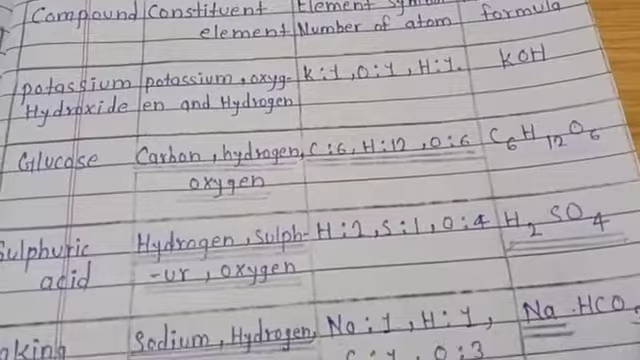 Compound Constituent Element
element Number of atom formula
potassium potassium, oxyg- K:1, O:1, H:1. KOH
Hydroxide en and Hydrogen
Glucose Carbon, hydrogen, C:6, H:12, O:6 C6H12O6
oxygen
Sulphuric Hydrogen, sulph- H:2, S:1, O:4 H2SO4
acid -ur, oxygen
Sodium, Hydrogen, Na:1, H:1, Na.HCO
O:3